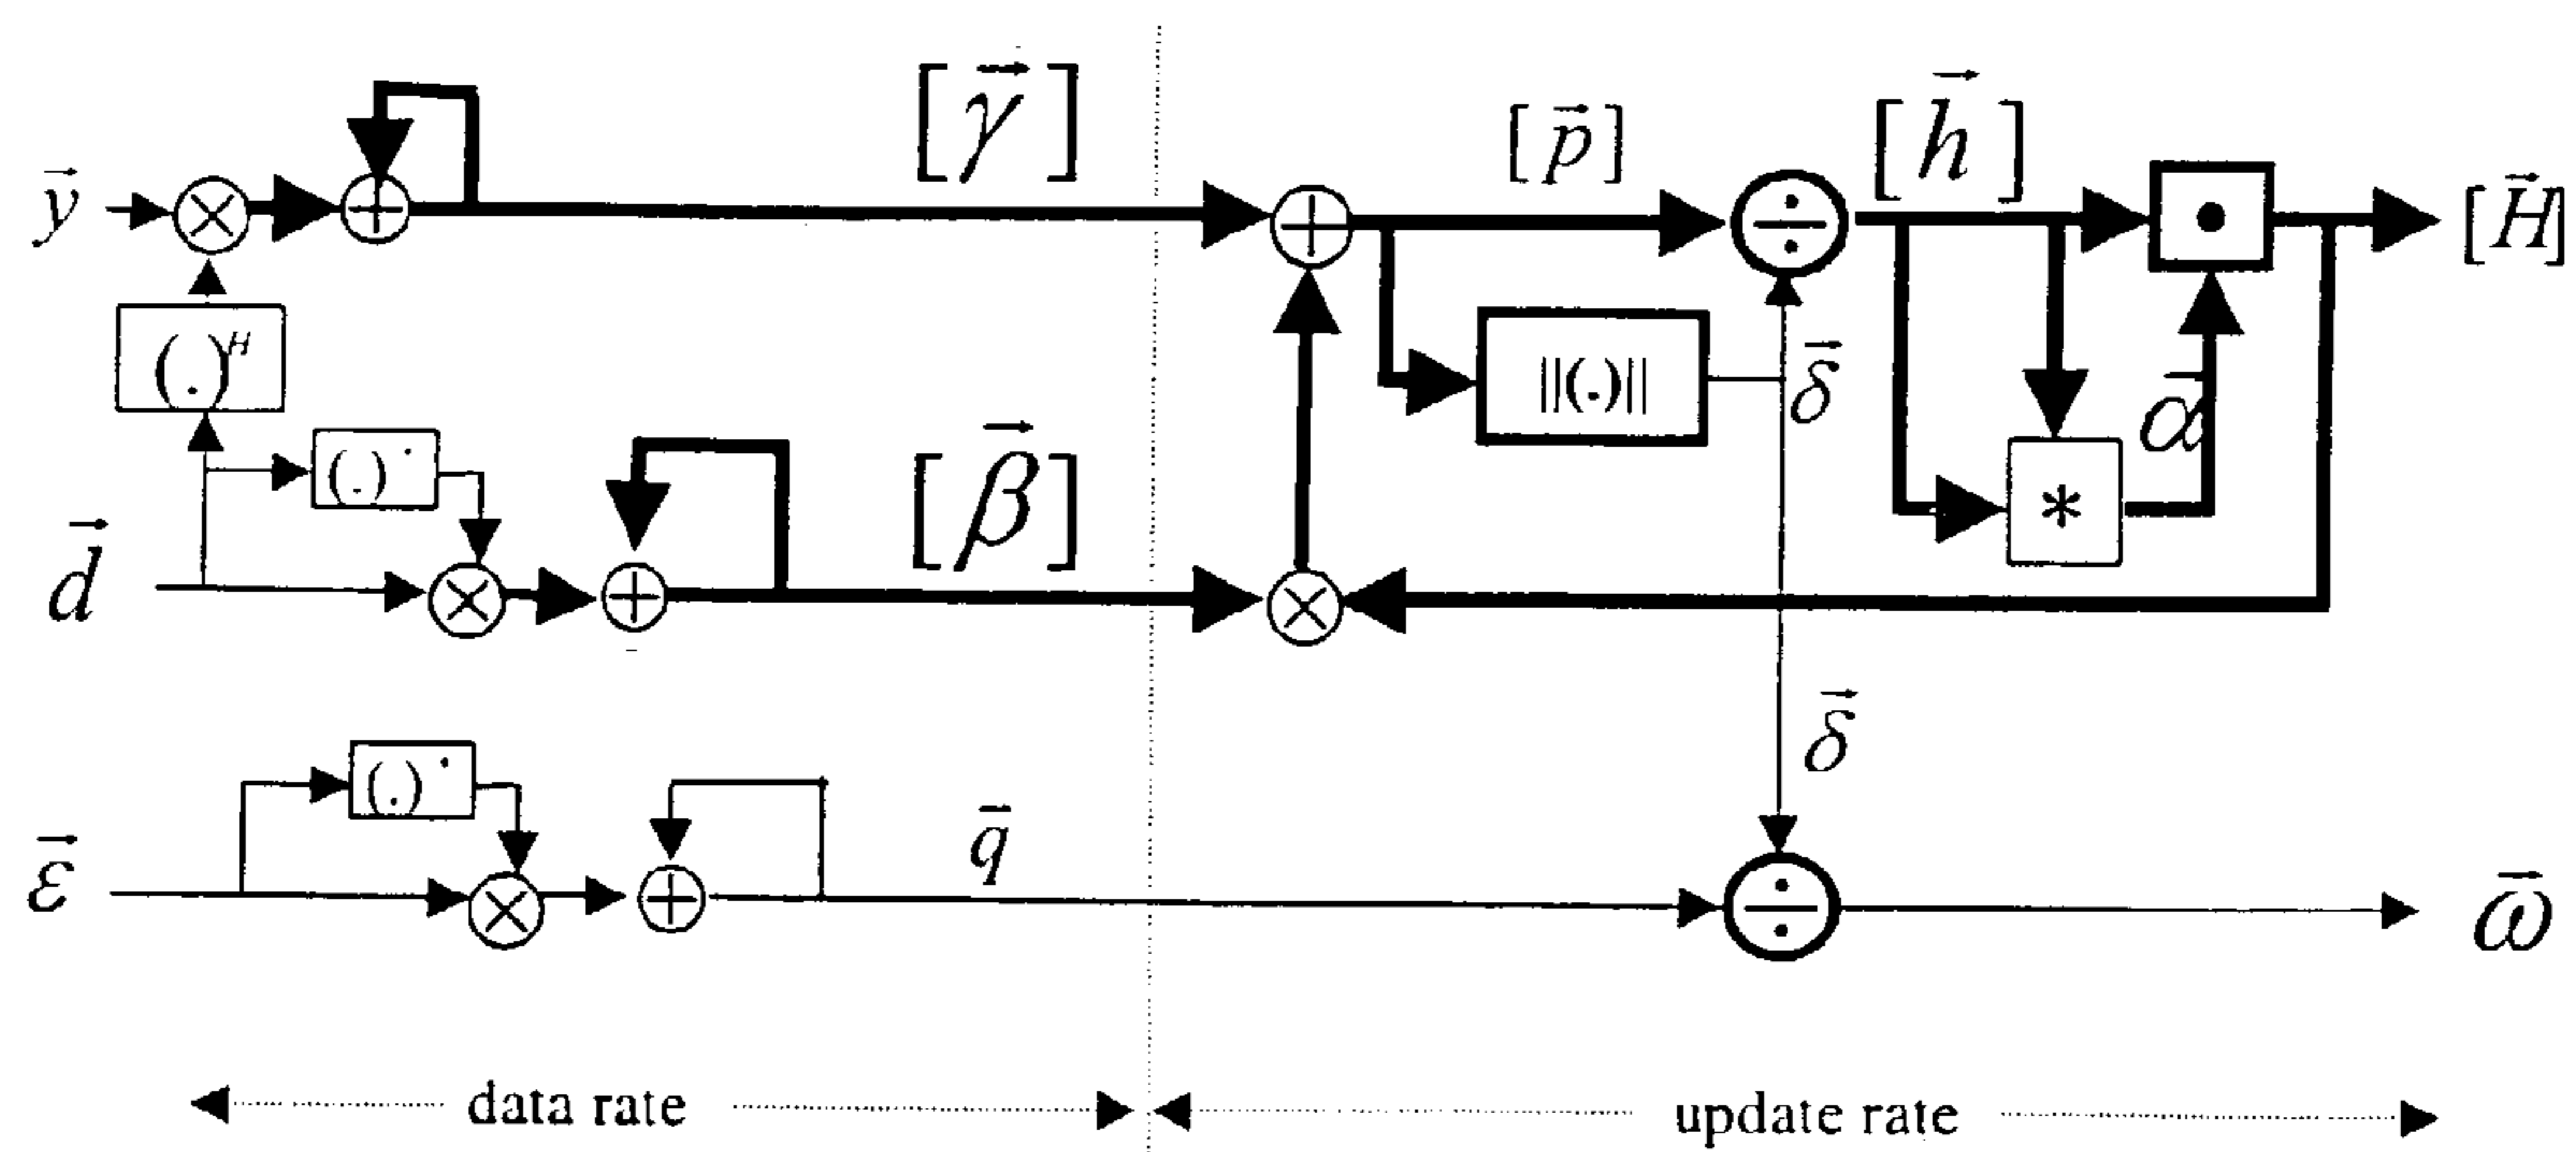 [γ⃗]
[p⃗]
[h⃗]
y⃗
[H⃗]
(.)ᴴ
||(.)||
δ⃗
α⃗
(.)*
[β⃗]
*
d⃗
δ⃗
(.)*
q̄
ε⃗
ω⃗
data rate
update rate